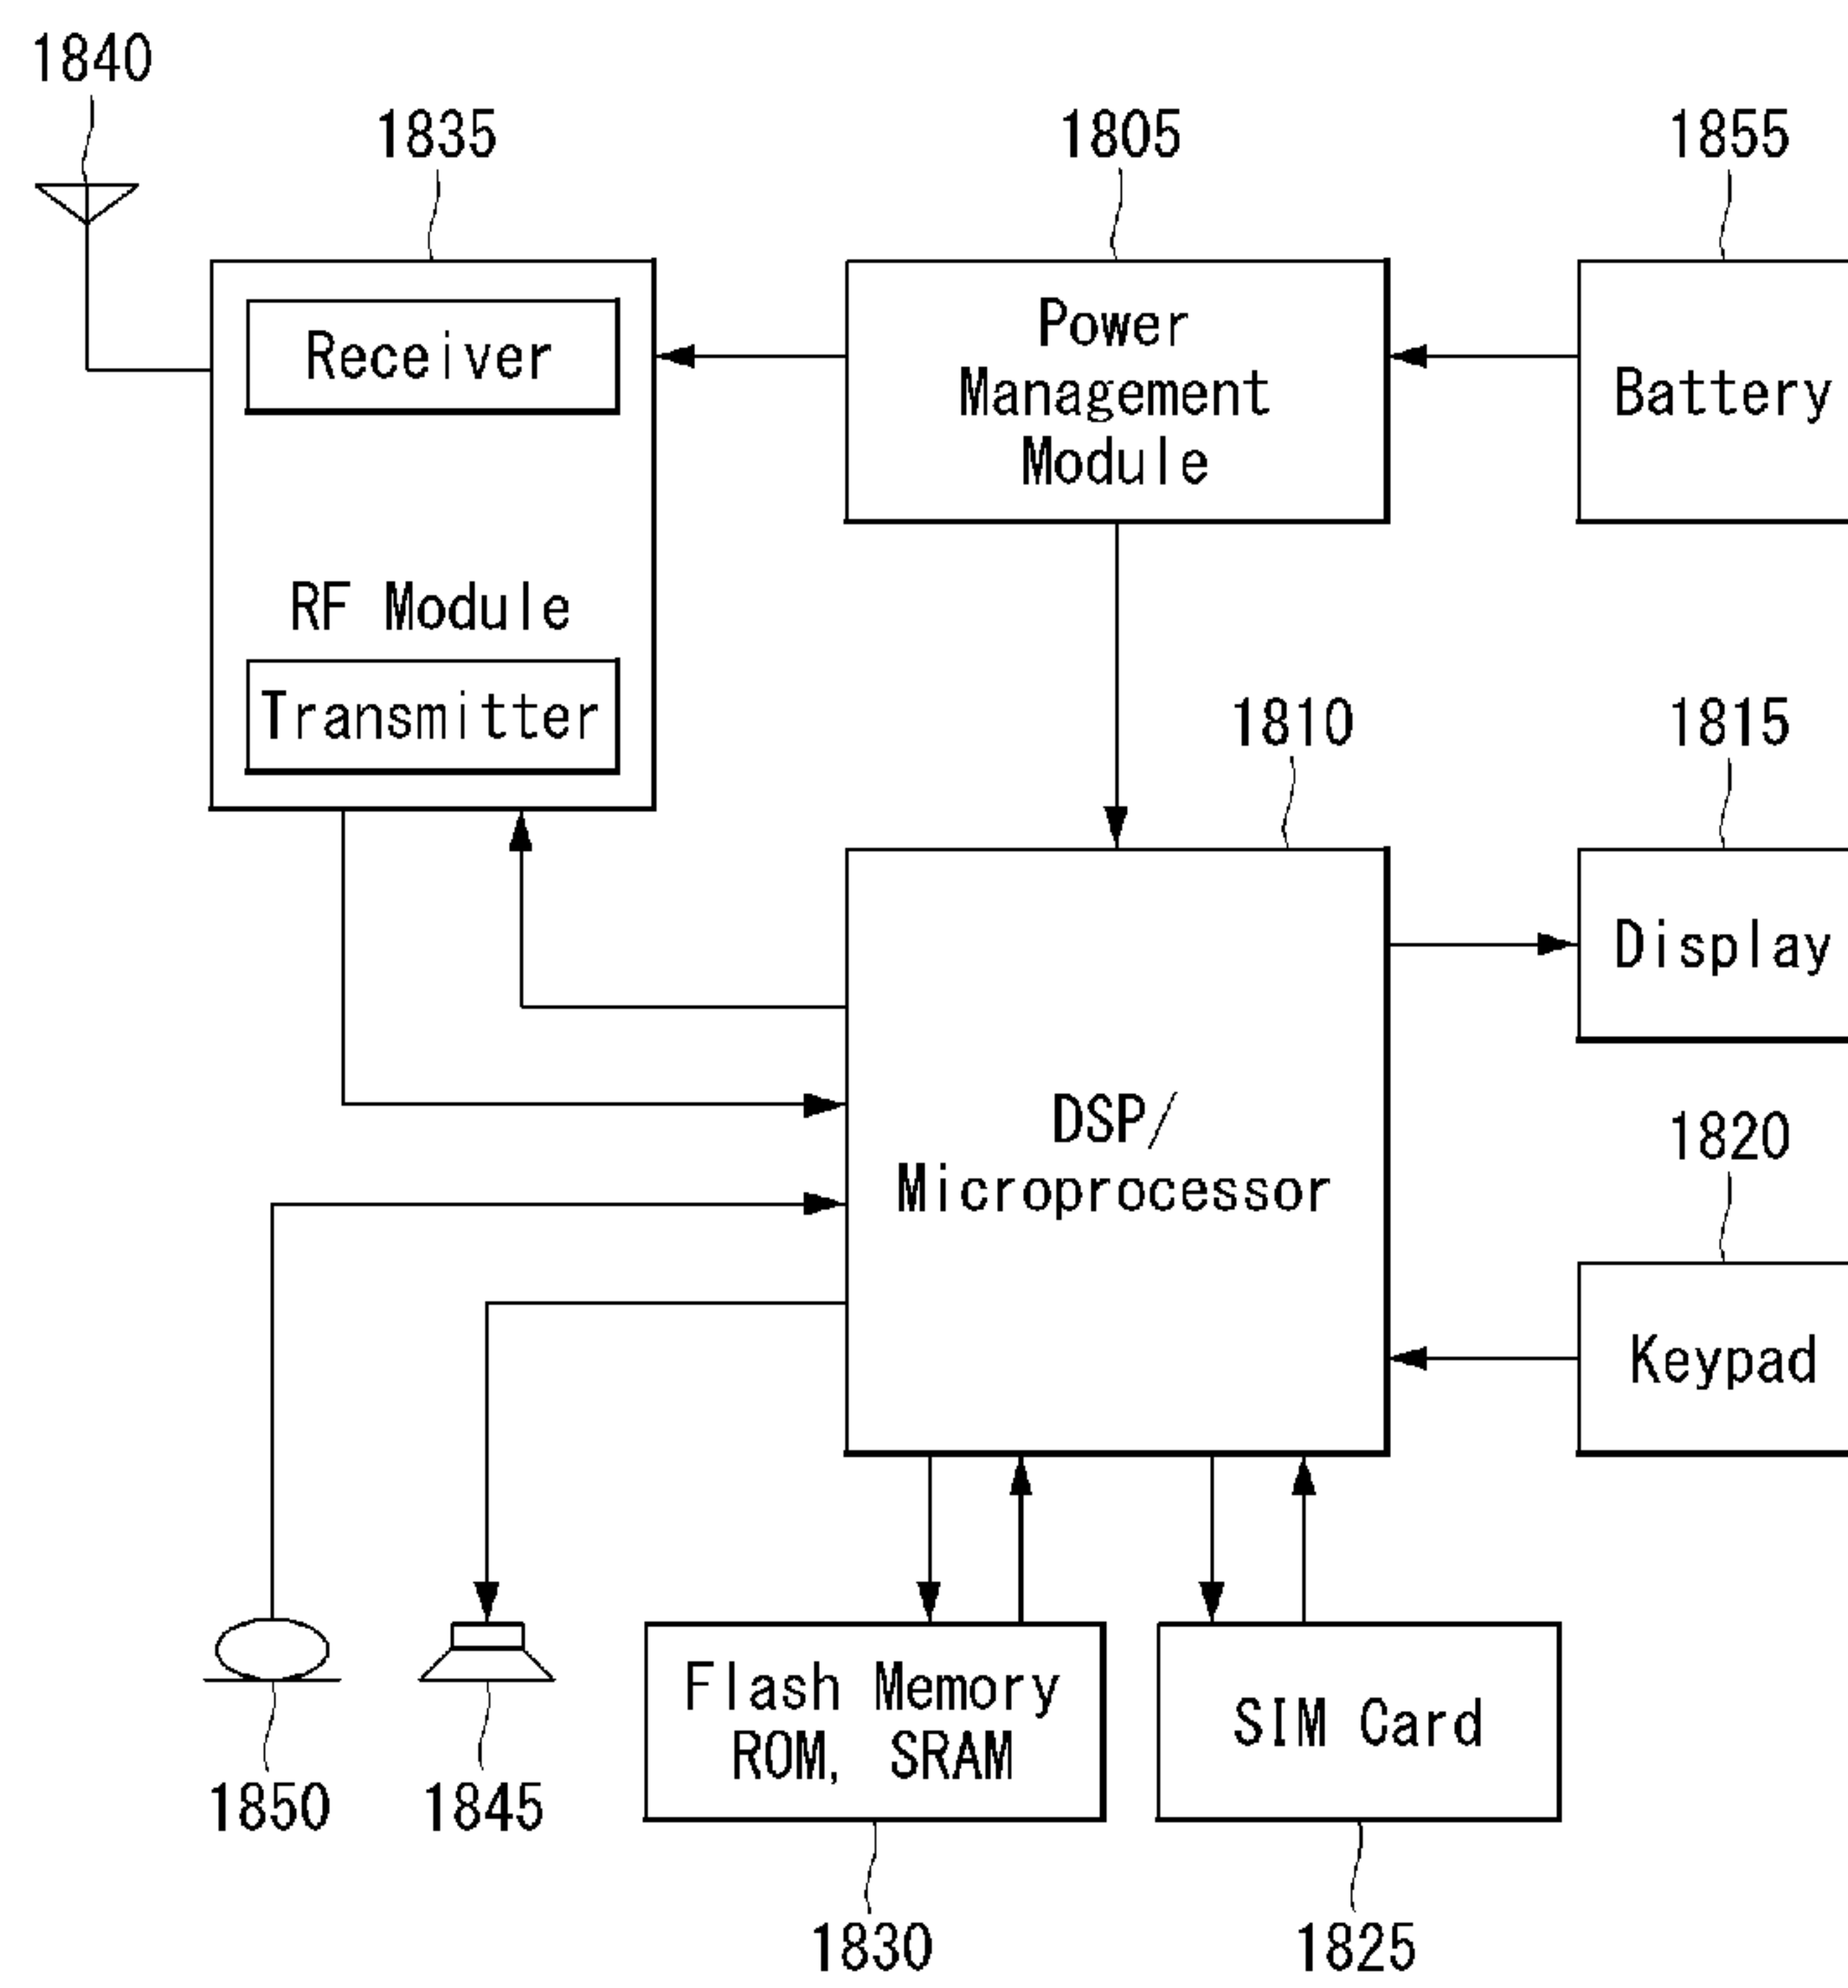 1840
1835
1805
1855
Receiver
Power
Management
Module
Battery
RF Module
Transmitter
1810
1815
Display
DSP/
Microprocessor
1820
Keypad
Flash Memory
ROM, SRAM
SIM Card
1850
1845
1830
1825